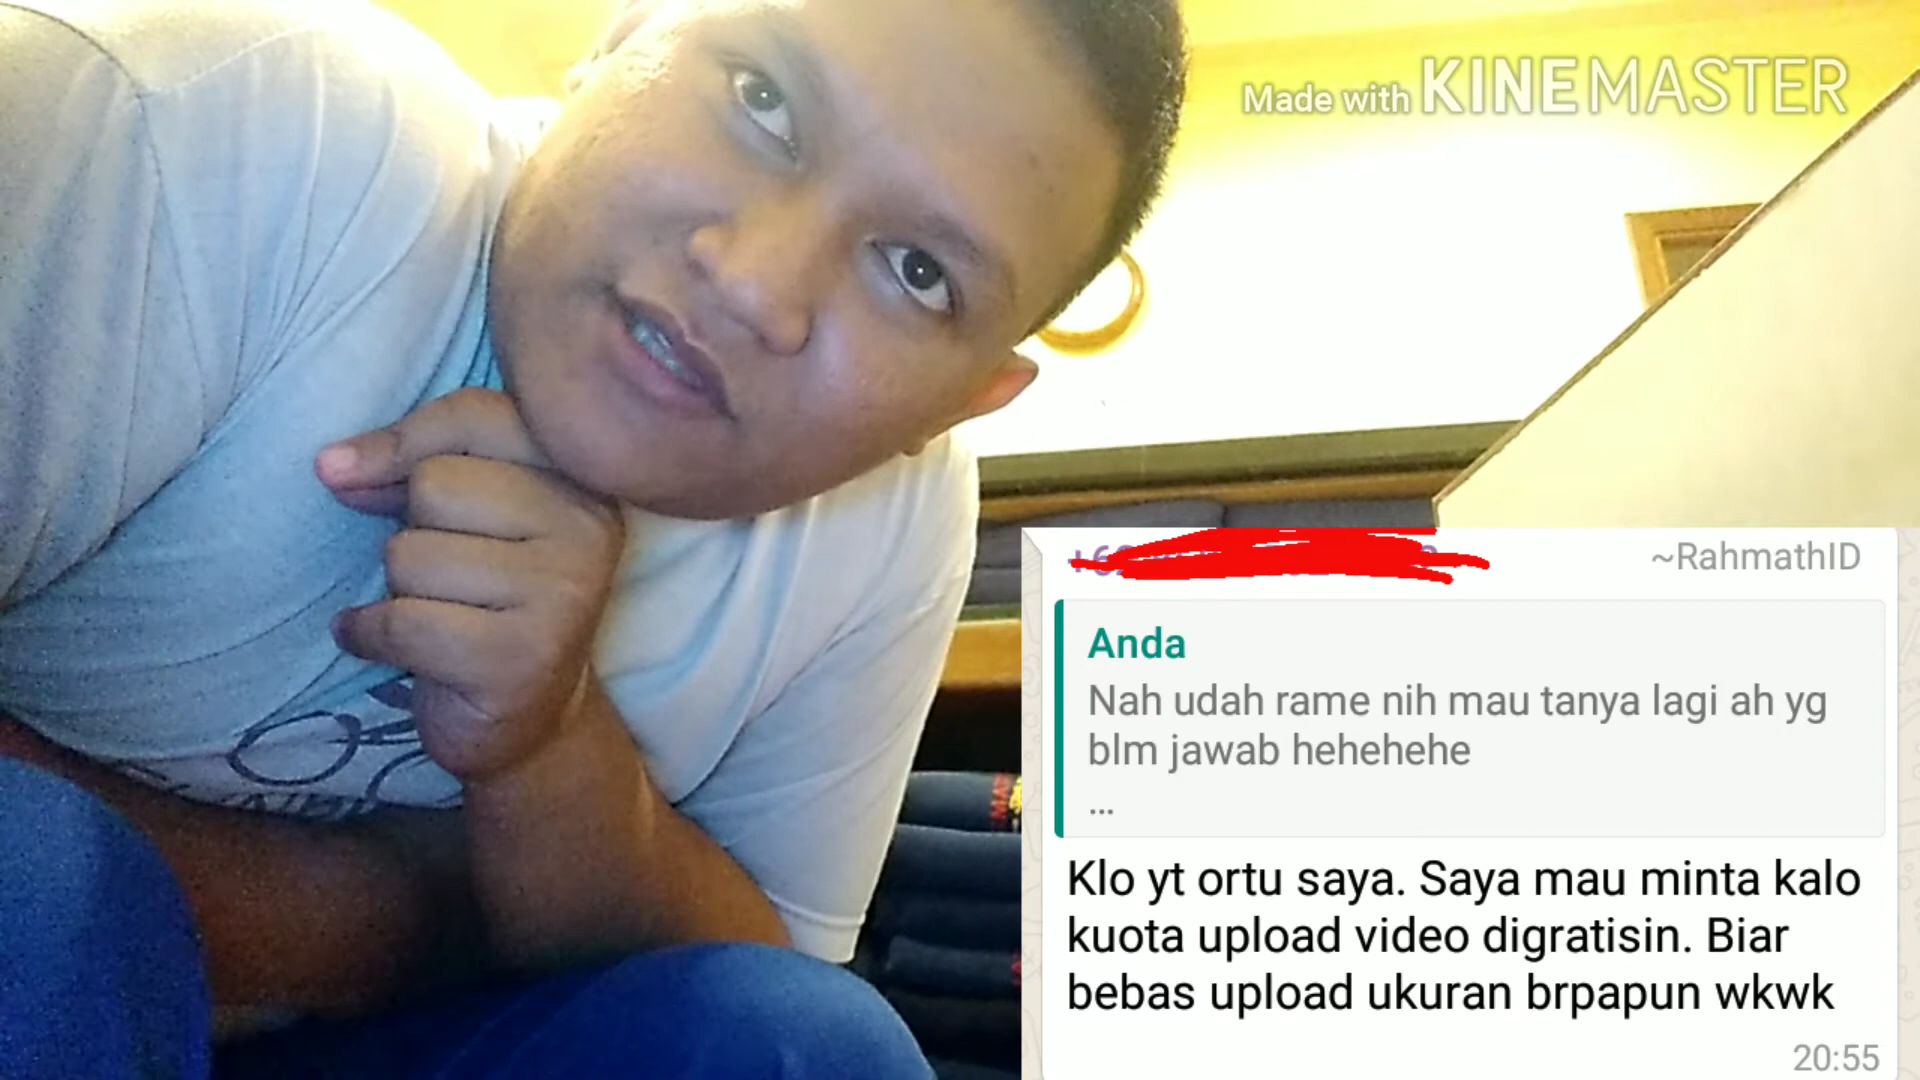 Made with KINEMASTER
~RahmathID
Anda
Nah udah rame nih mau tanya lagi ah yg
blm jawab hehehehe
...
Klo yt ortu saya. Saya mau minta kalo
kuota upload video digratisin. Biar
bebas upload ukuran brpapun wkwk
20:55